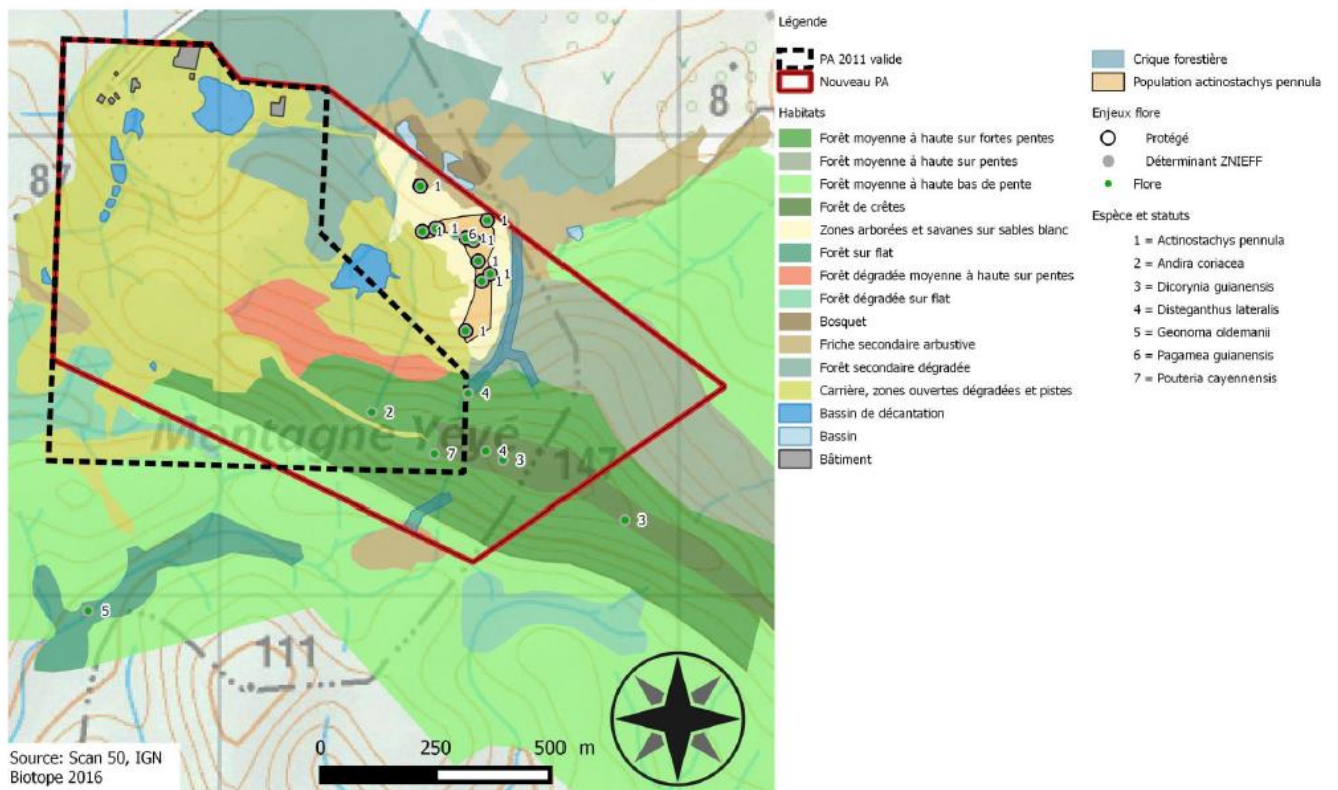 Légende
PA 2011 valide
Nouveau PA
Habitats
Forêt moyenne à haute sur fortes pentes
Forêt moyenne à haute sur pentes
Forêt moyenne à haute bas de pente
Forêt de crêtes
Zones arborées et savanes sur sables blanc
Forêt sur flat
Forêt dégradée moyenne à haute sur pentes
Forêt dégradée sur flat
Bosquet
Friche secondaire arbustive
Forêt secondaire dégradée
Carrière, zones ouvertes dégradées et pistes
Bassin de décantation
Bassin
Bâtiment
Crique forestière
Population actinostachys pennula
Enjeux flore
Protégé
Déterminant ZNIEFF
Flore
Espèce et statuts
1 = Actinostachys pennula
2 = Andira coriacea
3 = Dicorynia guianensis
4 = Disteganthus lateralis
5 = Geonoma oldemanii
6 = Pagamea guianensis
7 = Pouteria cayennensis
8
87
1
1
1
1
6
1
1
1
1
1
1
4
2
Montagne Yéyé
7
4
3
147
3
5
111
0 250 500 m
Source: Scan 50, IGN
Biotope 2016